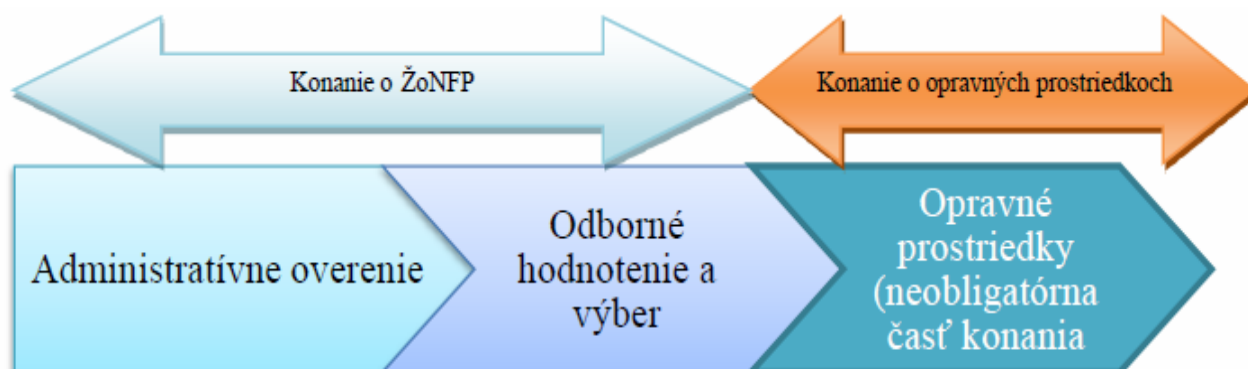 Konanie o ŽoNFP
Konanie o opravných prostriedkoch
Administratívne overenie
Odborné
hodnotenie a
výber
Opravné
prostriedky
(neobligatórna
časť konania